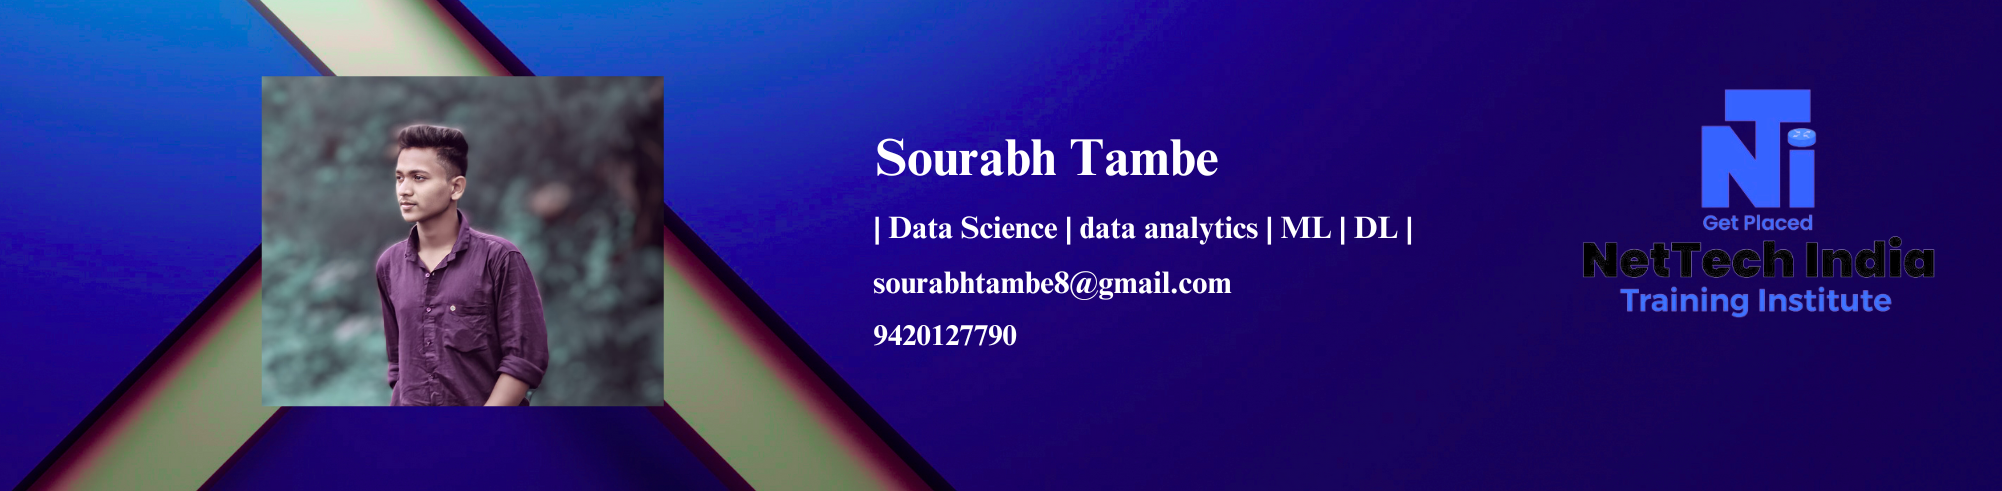 Sourabh Tambe
| Data Science | data analytics | ML | DL |
sourabhtambe8@gmail.com
9420127790
NTi
Get Placed
NetTech India
Training Institute